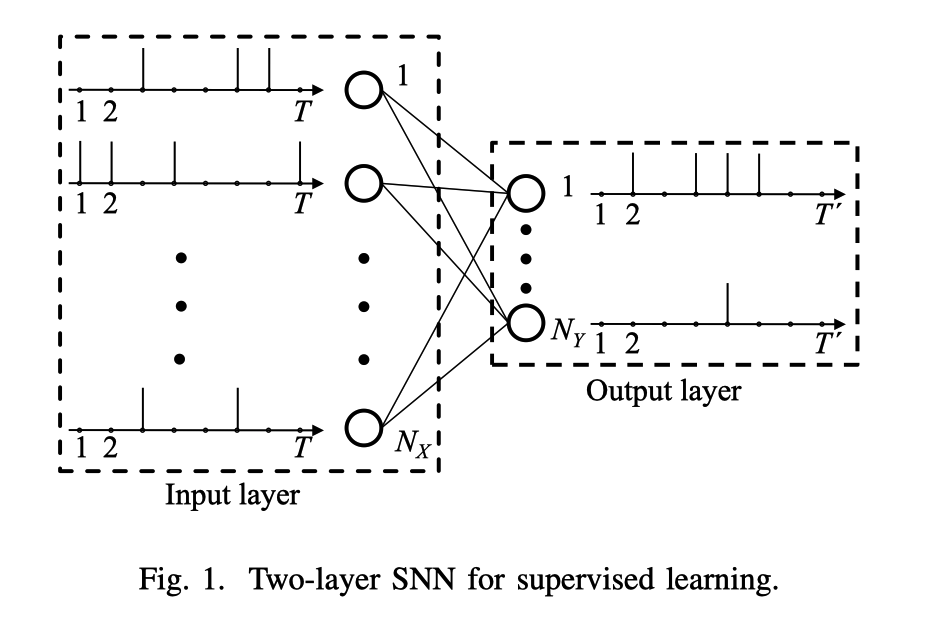 1 2 T 1
1 2 T
1 1 2 T′
N_Y 1 2 T′
Output layer
1 2 T N_X
Input layer
Fig. 1. Two-layer SNN for supervised learning.